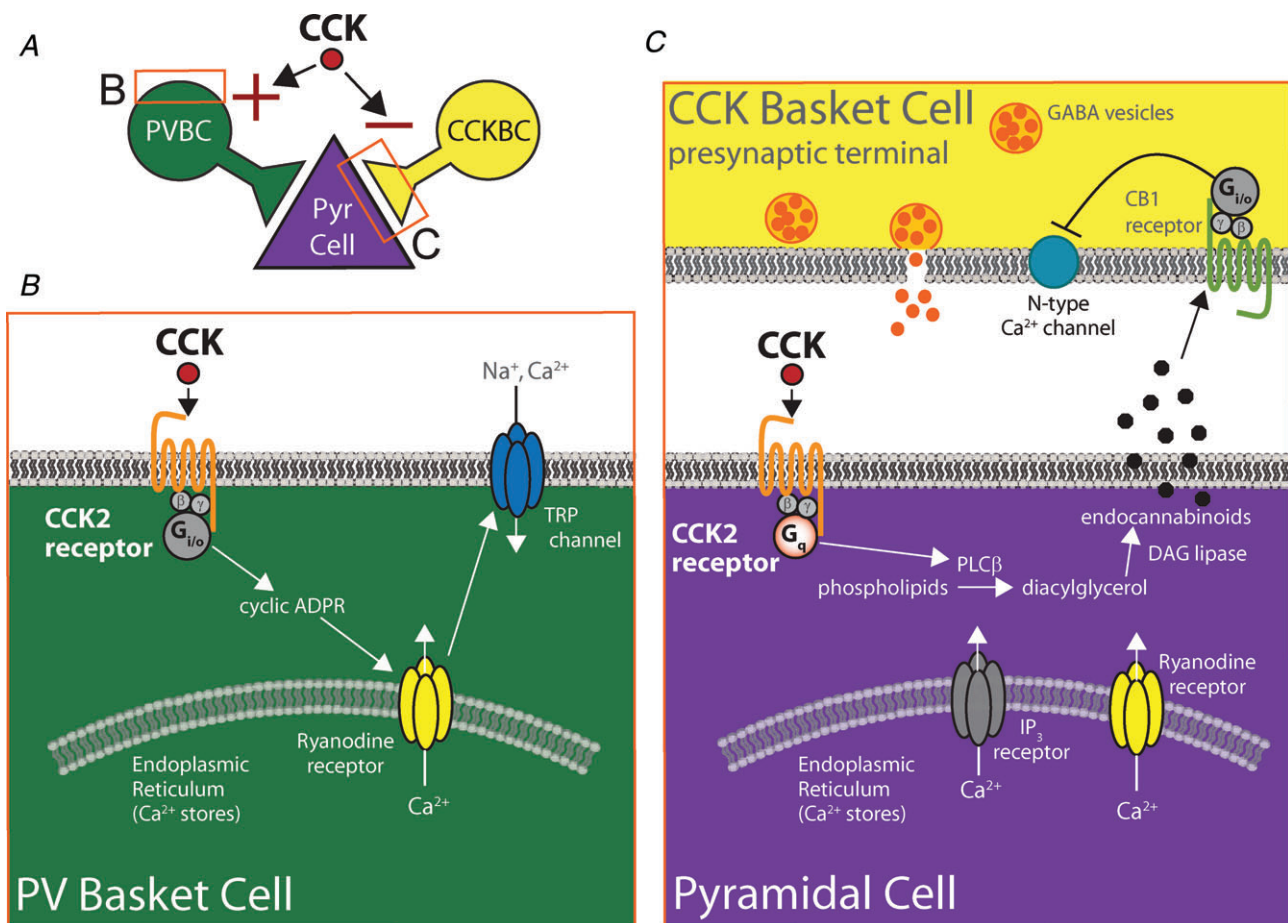 A
CCK
B
+
−
PVBC
CCKBC
Pyr
Cell
C
B
CCK
Na⁺, Ca²⁺
β γ
G i/o
CCK2
receptor
TRP
channel
cyclic ADPR
Ryanodine
receptor
Endoplasmic
Reticulum
(Ca²⁺ stores)
Ca²⁺
PV Basket Cell
C
CCK Basket Cell
presynaptic terminal
GABA vesicles
G i/o
γ β
CB1
receptor
N-type
Ca²⁺ channel
CCK
β γ
G q
CCK2
receptor
endocannabinoids
DAG lipase
PLCβ
phospholipids
diacylglycerol
Ryanodine
receptor
IP₃
receptor
Endoplasmic
Reticulum
(Ca²⁺ stores)
Ca²⁺
Ca²⁺
Pyramidal Cell